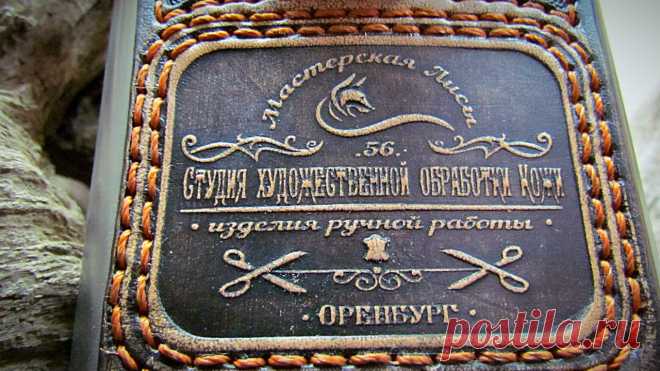 Мастерская Лисы
.56.
Студия художественной обработки Кожи
· изделия ручной работы ·
· ОРЕНБУРГ ·
postila.ru